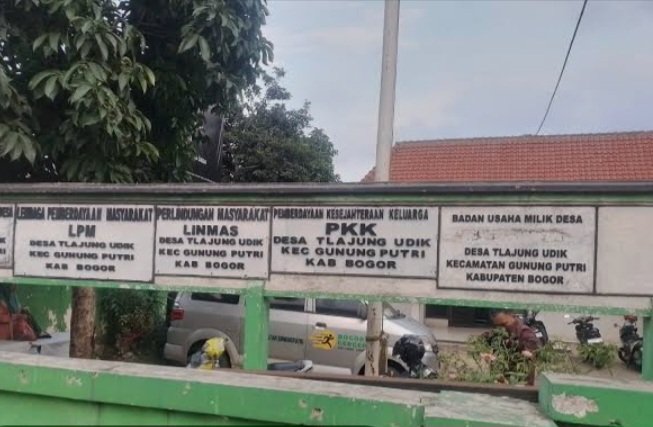 LEMBAGA PEMBERDAYAAN MASYARAKAT
LPM
DESA TLAJUNG UDIK
KEC GUNUNG PUTRI
KAB BOGOR
PERLINDUNGAN MASYARAKAT
LINMAS
DESA TLAJUNG UDIK
KEC GUNUNG PUTRI
KAB BOGOR
PEMBERDAYAAN KESEJAHTERAAN KELUARGA
PKK
DESA TLAJUNG UDIK
KEC GUNUNG PUTRI
KAB BOGOR
BADAN USAHA MILIK DESA
DESA TLAJUNG UDIK
KECAMATAN GUNUNG PUTRI
KABUPATEN BOGOR